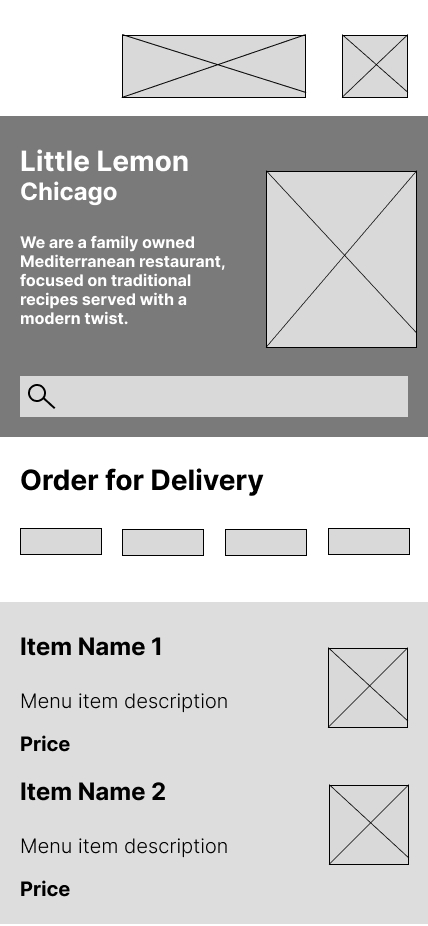 Little Lemon
Chicago
We are a family owned
Mediterranean restaurant,
focused on traditional
recipes served with a
modern twist.
Order for Delivery
Item Name 1
Menu item description
Price
Item Name 2
Menu item description
Price